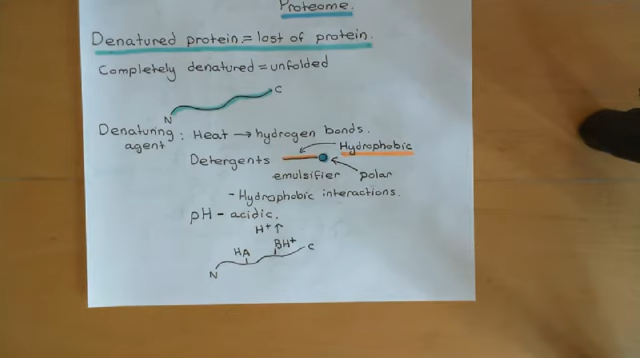 Proteome.
Denatured protein = lost of protein.
Completely denatured = unfolded
N C
Denaturing agent : Heat → hydrogen bonds.
Detergents Hydrophobic
emulsifier polar
- Hydrophobic interactions.
pH - acidic.
H+ ↑
N HA BH+ C